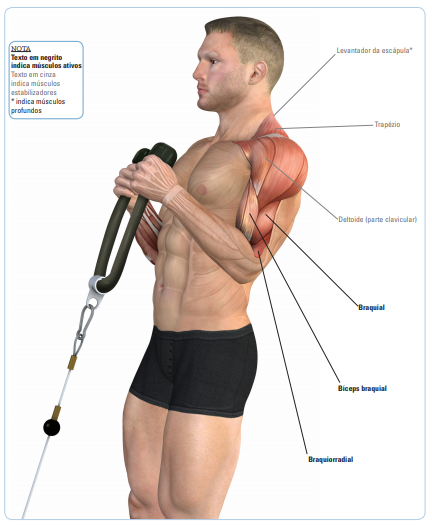 NOTA
Texto em negrito
indica músculos ativos
Texto em cinza
indica músculos
estabilizadores
* indica músculos
profundos
Levantador da escápula*
Trapézio
Deltoide (parte clavicular)
Braquial
Bíceps braquial
Braquiorradial